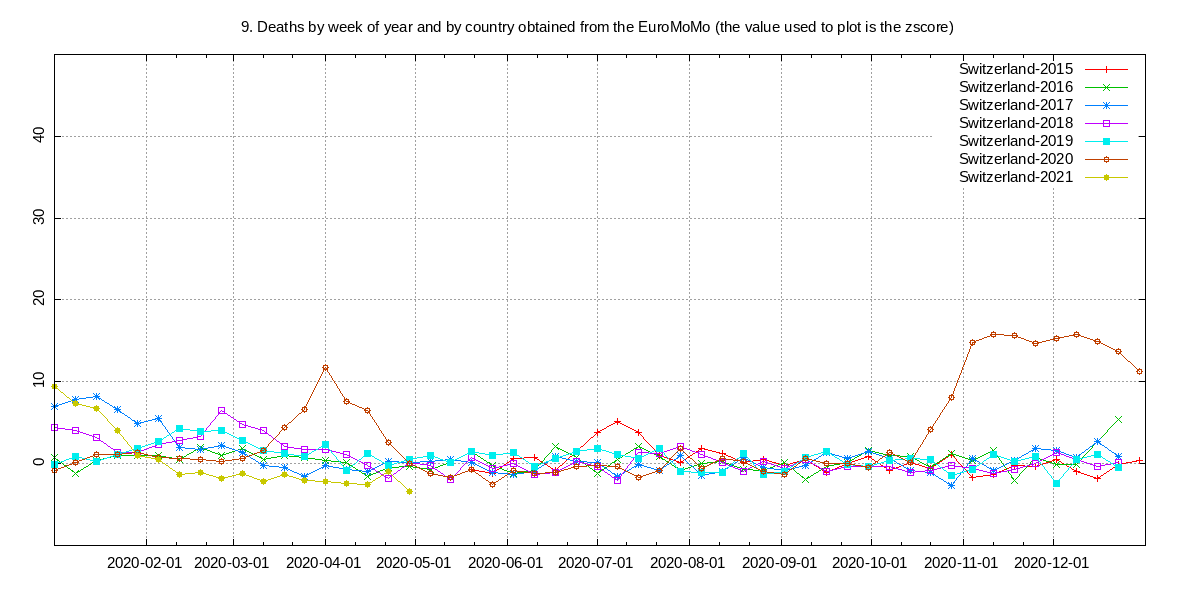 9. Deaths by week of year and by country obtained from the EuroMoMo (the value used to plot is the zscore)
Switzerland-2015
Switzerland-2016
Switzerland-2017
Switzerland-2018
Switzerland-2019
Switzerland-2020
Switzerland-2021
40
30
20
10
0
2020-02-01 2020-03-01 2020-04-01 2020-05-01 2020-06-01 2020-07-01 2020-08-01 2020-09-01 2020-10-01 2020-11-01 2020-12-01